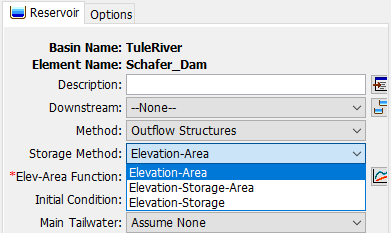 Reservoir Options
Basin Name: TuleRiver
Element Name: Schafer_Dam
Description:
Downstream: --None--
Method: Outflow Structures
Storage Method: Elevation-Area
*Elev-Area Function: Elevation-Area
Elevation-Storage-Area
Initial Condition: Elevation-Storage
Main Tailwater: Assume None